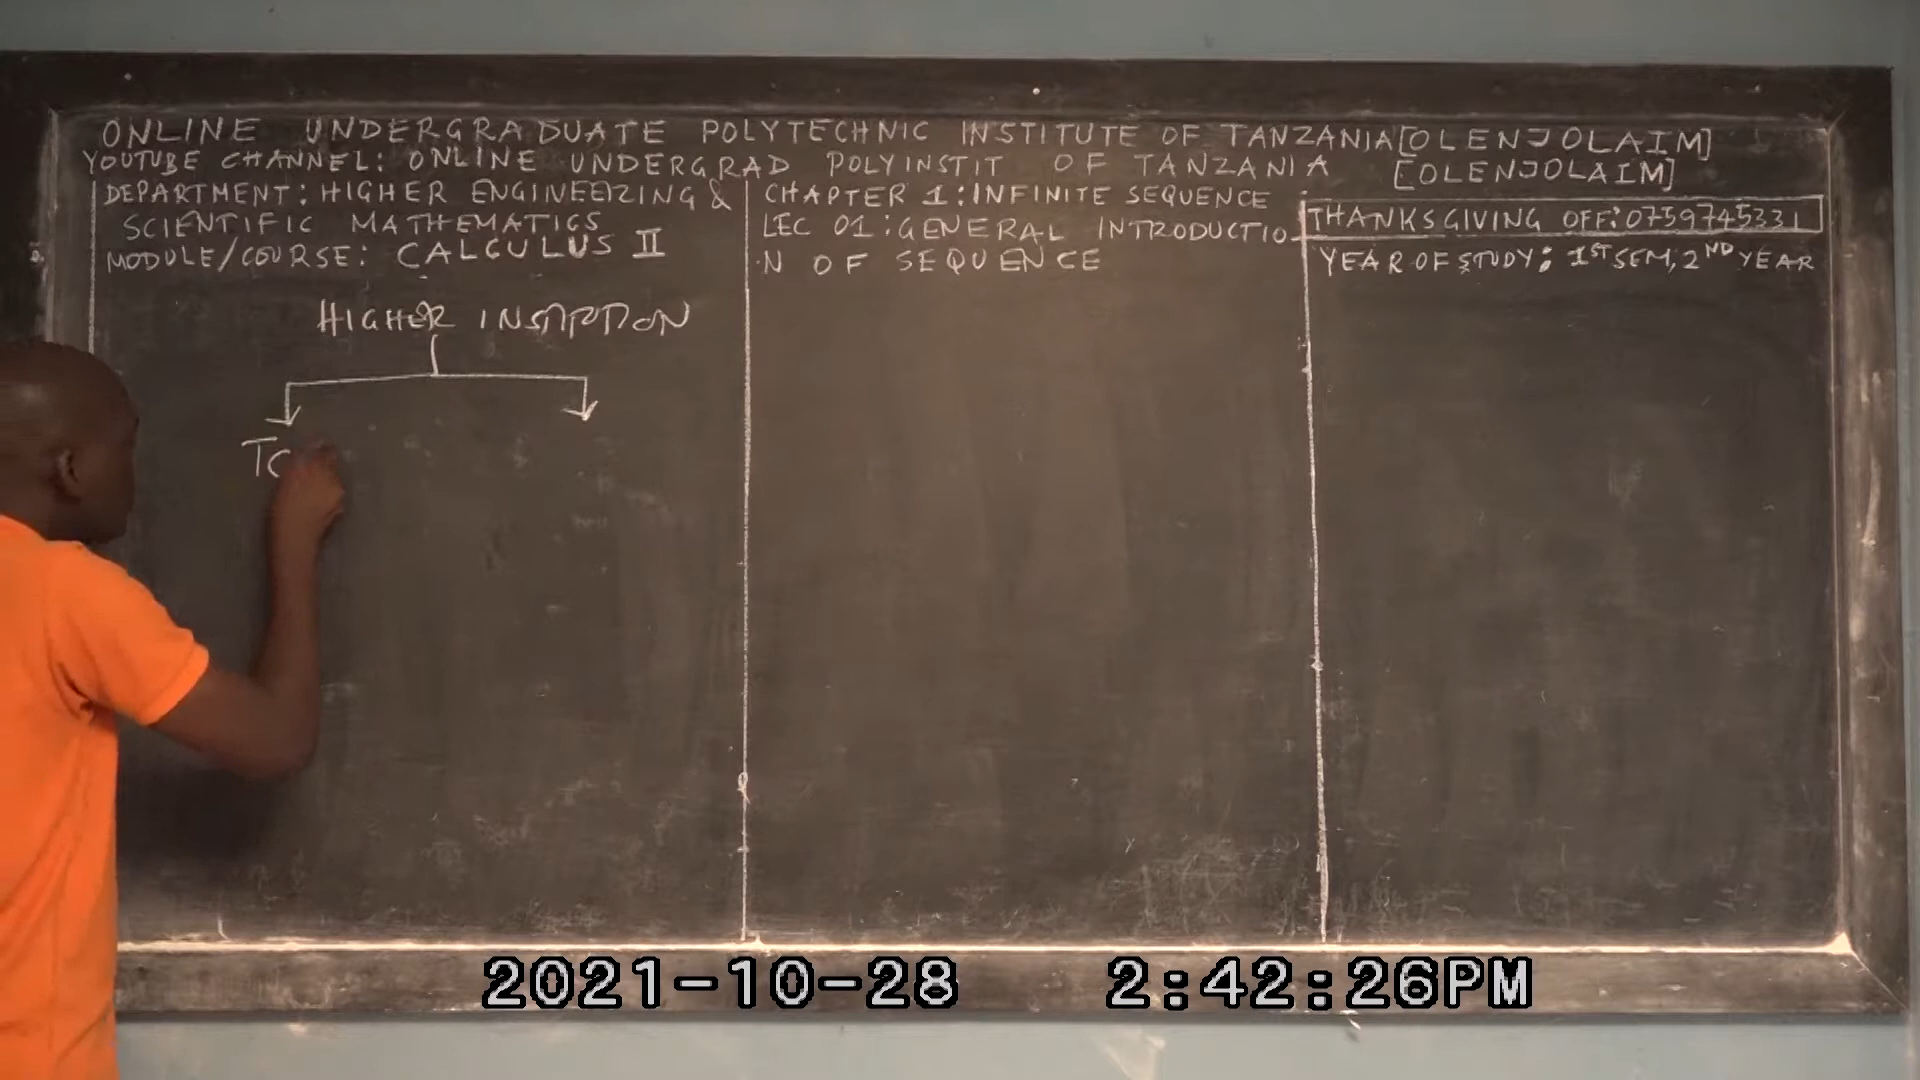 ONLINE UNDERGRADUATE POLYTECHNIC INSTITUTE OF TANZANIA[OLENJOLAIM]
YOUTUBE CHANNEL: ONLINE UNDERGRAD POLYINSTIT OF TANZANIA [OLENJOLAIM]
DEPARTMENT: HIGHER ENGINEERING &
SCIENTIFIC MATHEMATICS
MODULE/COURSE: CALCULUS II
CHAPTER 1: INFINITE SEQUENCE
LEC 01: GENERAL INTRODUCTIO-
N OF SEQUENCE
THANKSGIVING OFF: 0759745331
YEAR OF STUDY: 1ST SEM, 2ND YEAR
HIGHER
TC
2021-10-28 2:42:26PM